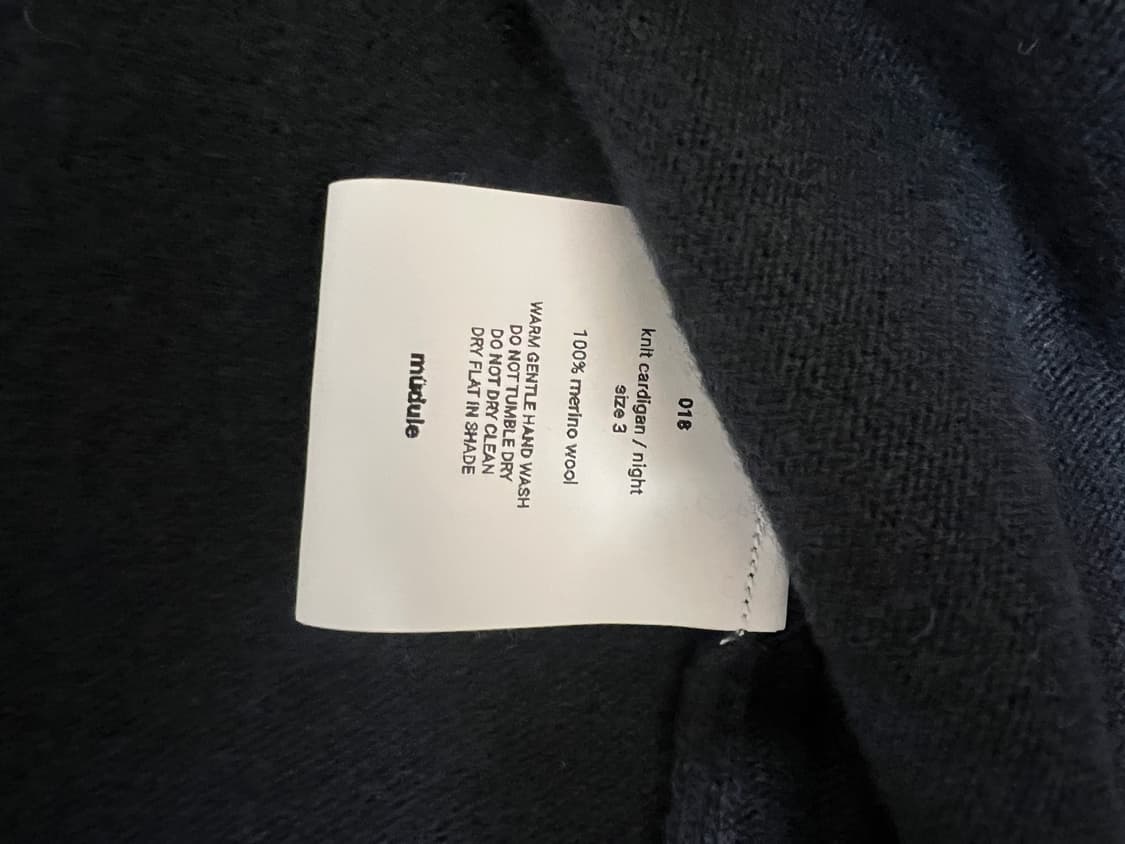 018
knit cardigan / night
size 3
100% merino wool
WARM GENTLE HAND WASH
DO NOT TUMBLE DRY
DO NOT DRY CLEAN
DRY FLAT IN SHADE
múdule